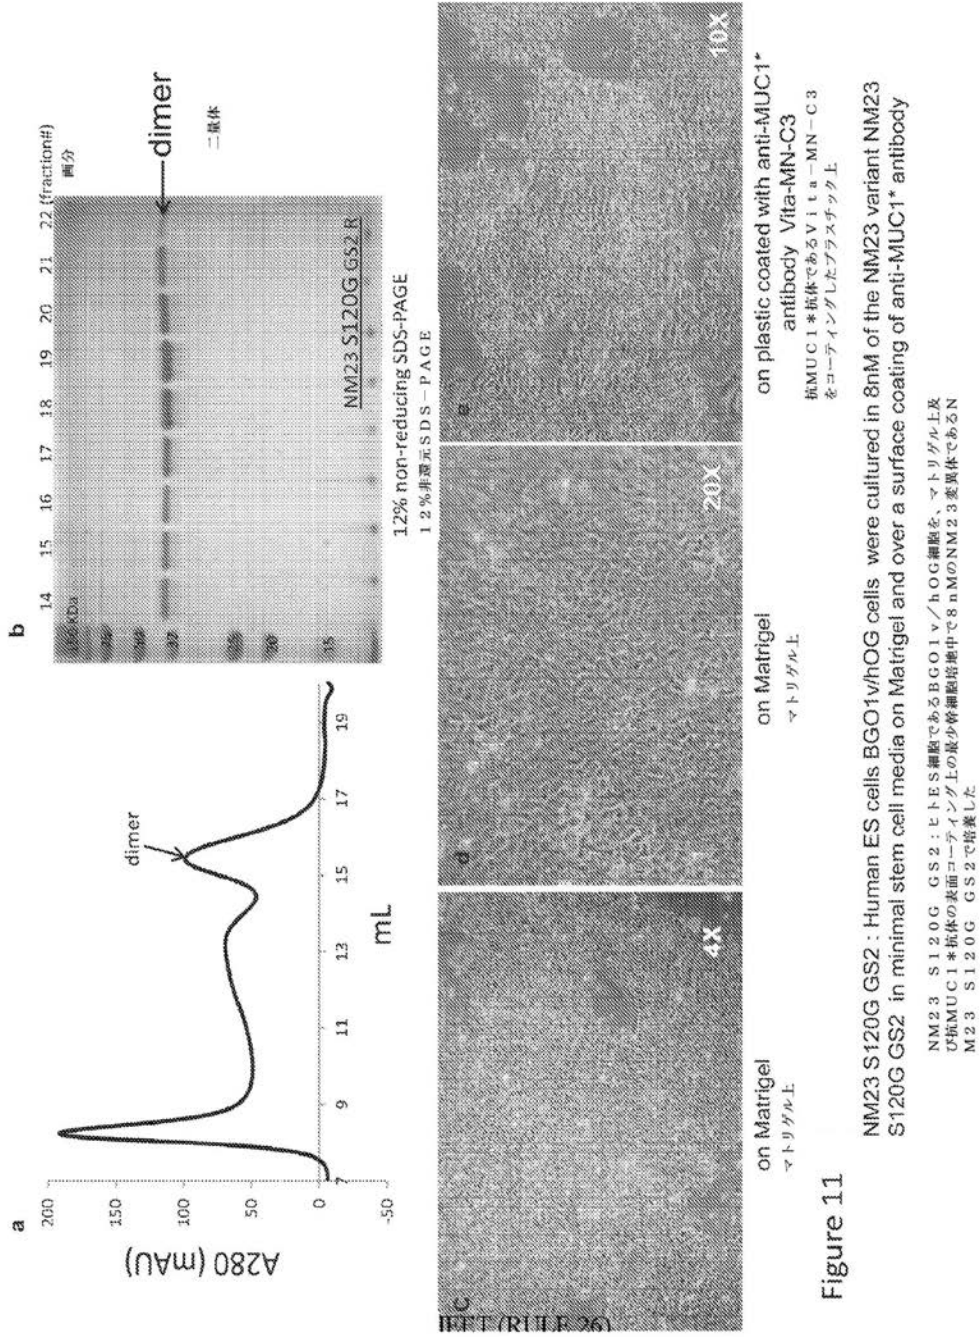 a
200
150
100
50
0
-50
A280 (mAU)
7
9
11
13
15
17
19
mL
dimer
b
14
15
16
17
18
19
20
21
22 (fraction#)
画分
37
25
20
15
NM23 S120G GS2 R
dimer
二量体
12% non-reducing SDS-PAGE
12%非還元SDS-PAGE
C
4X
on Matrigel
マトリゲル上
d
20X
on Matrigel
マトリゲル上
e
10X
on plastic coated with anti-MUC1*
antibody Vita-MN-C3
抗MUC1*抗体であるVita-MN-C3
をコーティングしたプラスチック上
(RULE 26)
Figure 11
NM23 S120G GS2 : Human ES cells BGO1v/hOG cells were cultured in 8nM of the NM23 variant NM23
S120G GS2 in minimal stem cell media on Matrigel and over a surface coating of anti-MUC1* antibody
NM23 S120G GS2:ヒトES細胞であるBGO1v/hOG細胞を、マトリゲル上及
び抗MUC1*抗体の表面コーティング上の最少幹細胞培地中で8nMのNM23変異体であるN
M23 S120G GS2で培養した